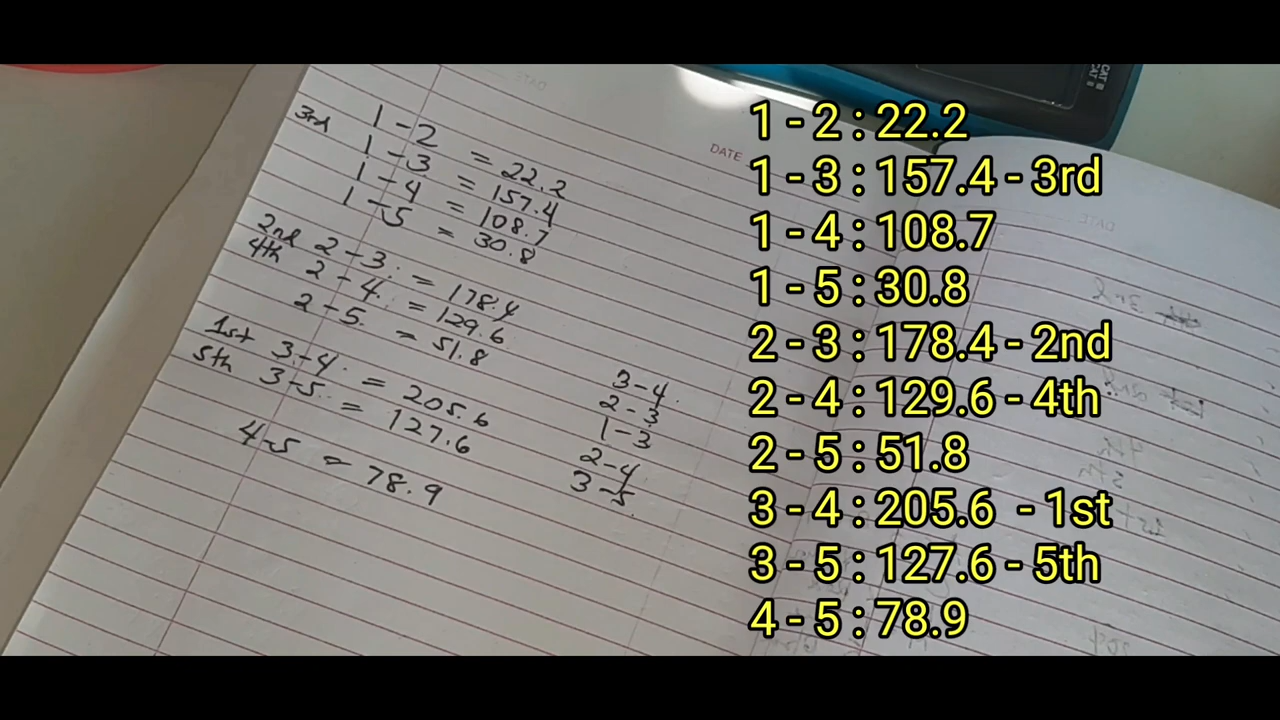 DATE
3rd 1-2 = 22.2
1-3 = 157.4
1-4 = 108.7
1-5 = 30.8
2nd 2-3. = 178.4
4th 2-4. = 129.6
2-5. = 51.8
1st 3-4. = 205.6
5th 3-5. = 127.6
4-5 = 78.9
3-4.
2-3
1-3
2-4
3-5.
1 - 2 : 22.2
1 - 3 : 157.4 - 3rd
1 - 4 : 108.7
1 - 5 : 30.8
2 - 3 : 178.4 - 2nd
2 - 4 : 129.6 - 4th
2 - 5 : 51.8
3 - 4 : 205.6 - 1st
3 - 5 : 127.6 - 5th
4 - 5 : 78.9